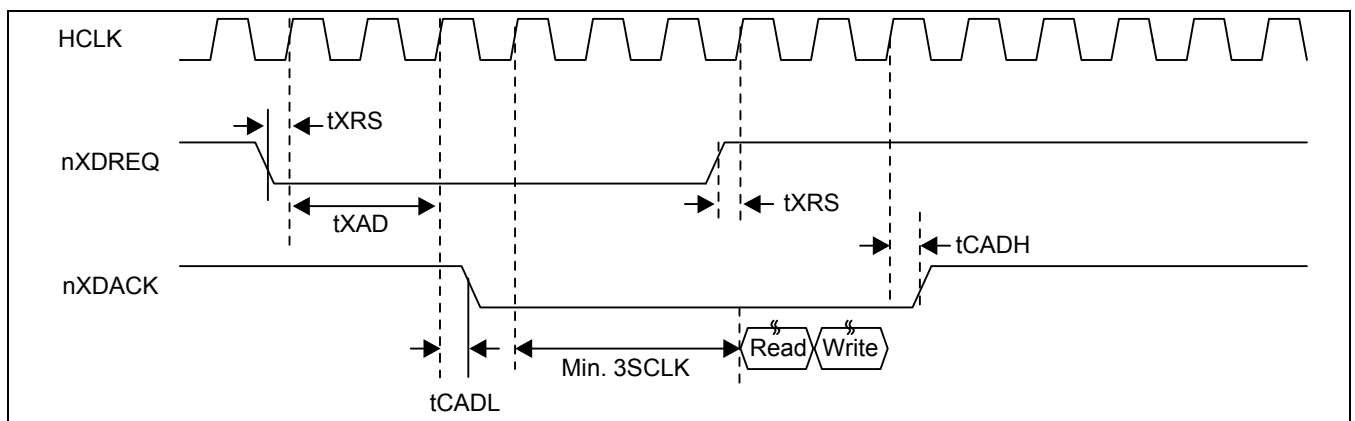 HCLK
tXRS
nXDREQ
tXRS
tXAD
tCADH
nXDACK
Read Write
Min. 3SCLK
tCADL